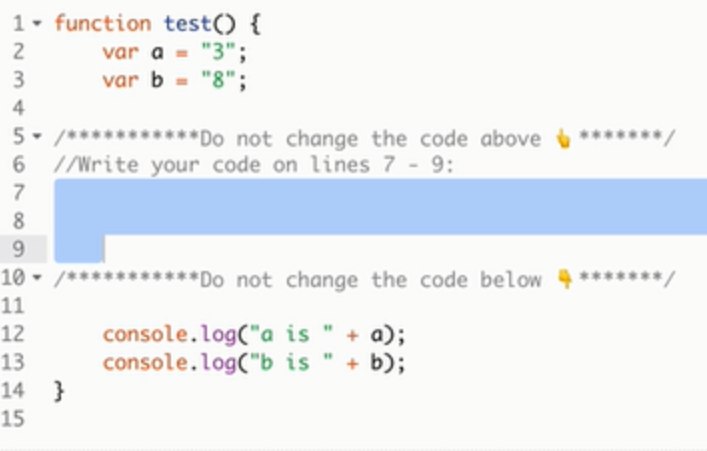 1 function test() {
2 var a = "3";
3 var b = "8";
4
5 /***********Do not change the code above 👆*******/
6 //Write your code on lines 7 - 9:
7
8
9
10 /***********Do not change the code below 👇*******/
11
12 console.log("a is " + a);
13 console.log("b is " + b);
14 }
15